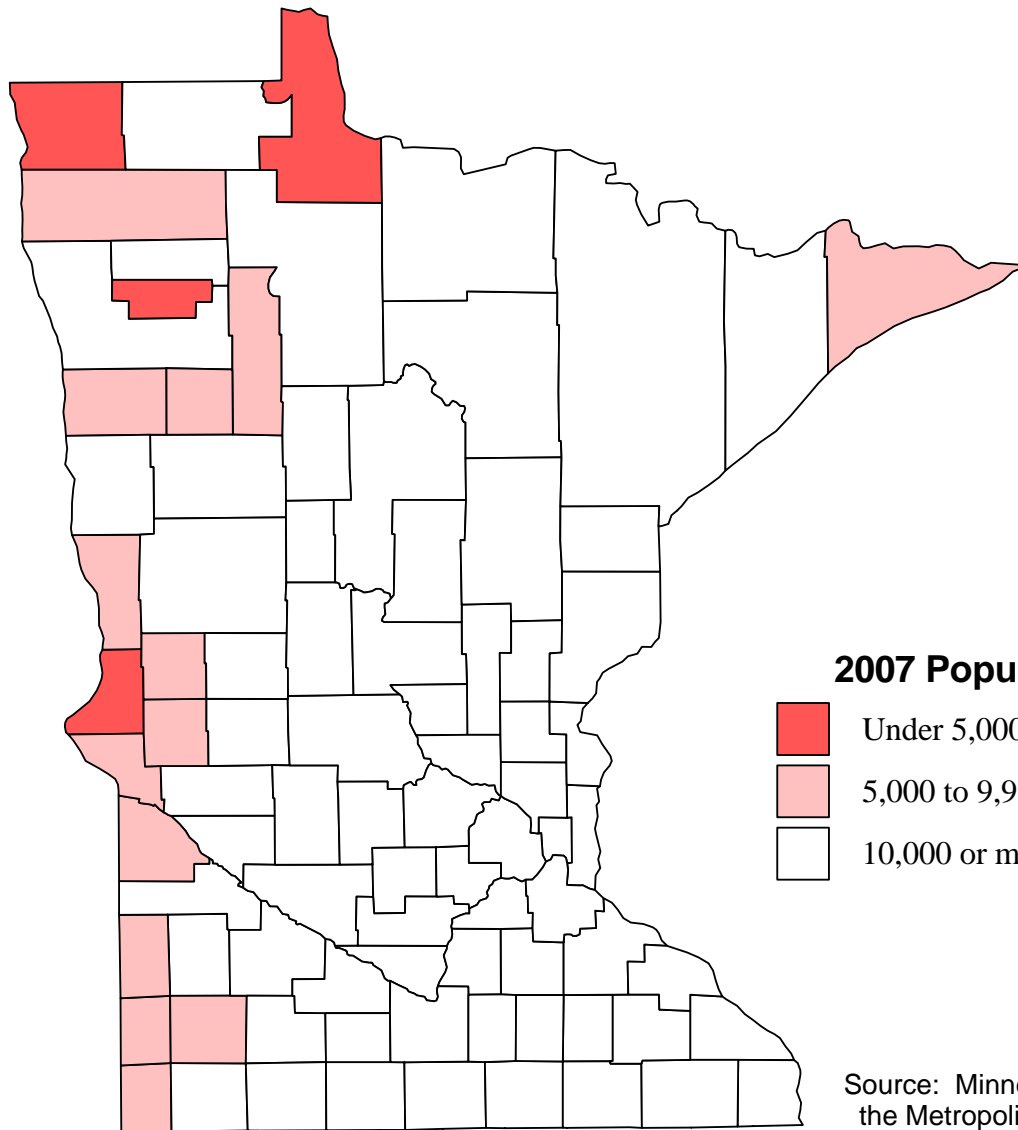 2007 Popu
Under 5,000
5,000 to 9,9
10,000 or m
Source: Minne
the Metropoli